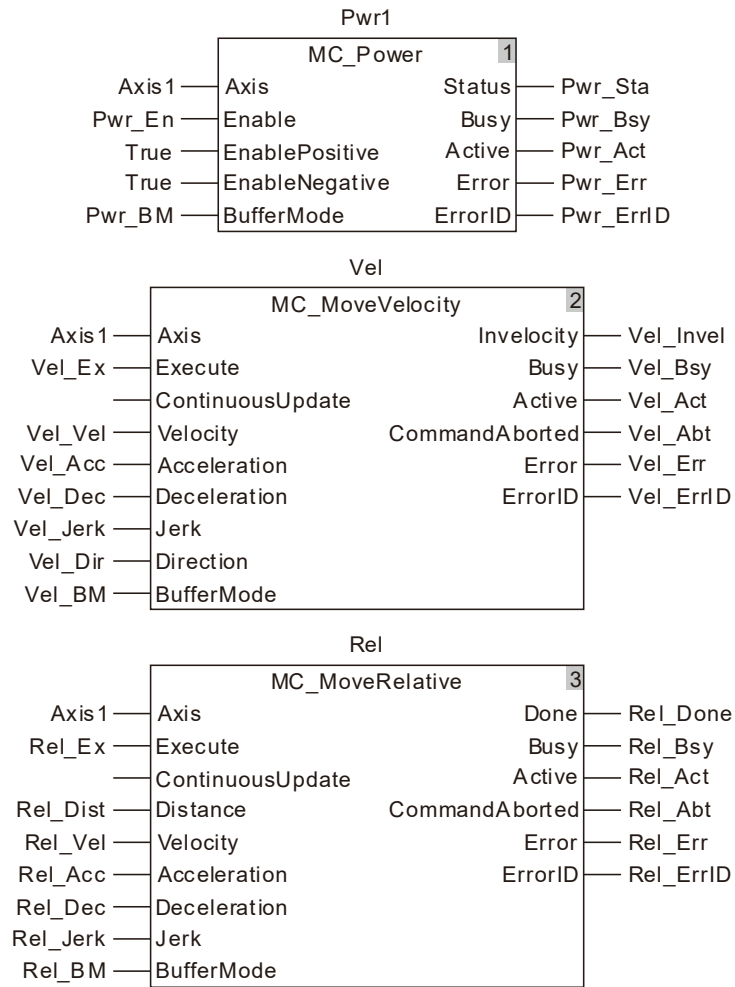 Pwr1
MC_Power 1
Axis1 Axis Status Pwr_Sta
Pwr_En Enable Busy Pwr_Bsy
True EnablePositive Active Pwr_Act
True EnableNegative Error Pwr_Err
Pwr_BM BufferMode ErrorID Pwr_ErrID
Vel
MC_MoveVelocity 2
Axis1 Axis Invelocity Vel_Invel
Vel_Ex Execute Busy Vel_Bsy
ContinuousUpdate Active Vel_Act
Vel_Vel Velocity CommandAborted Vel_Abt
Vel_Acc Acceleration Error Vel_Err
Vel_Dec Deceleration ErrorID Vel_ErrID
Vel_Jerk Jerk
Vel_Dir Direction
Vel_BM BufferMode
Rel
MC_MoveRelative 3
Axis1 Axis Done Rel_Done
Rel_Ex Execute Busy Rel_Bsy
ContinuousUpdate Active Rel_Act
Rel_Dist Distance CommandAborted Rel_Abt
Rel_Vel Velocity Error Rel_Err
Rel_Acc Acceleration ErrorID Rel_ErrID
Rel_Dec Deceleration
Rel_Jerk Jerk
Rel_BM BufferMode